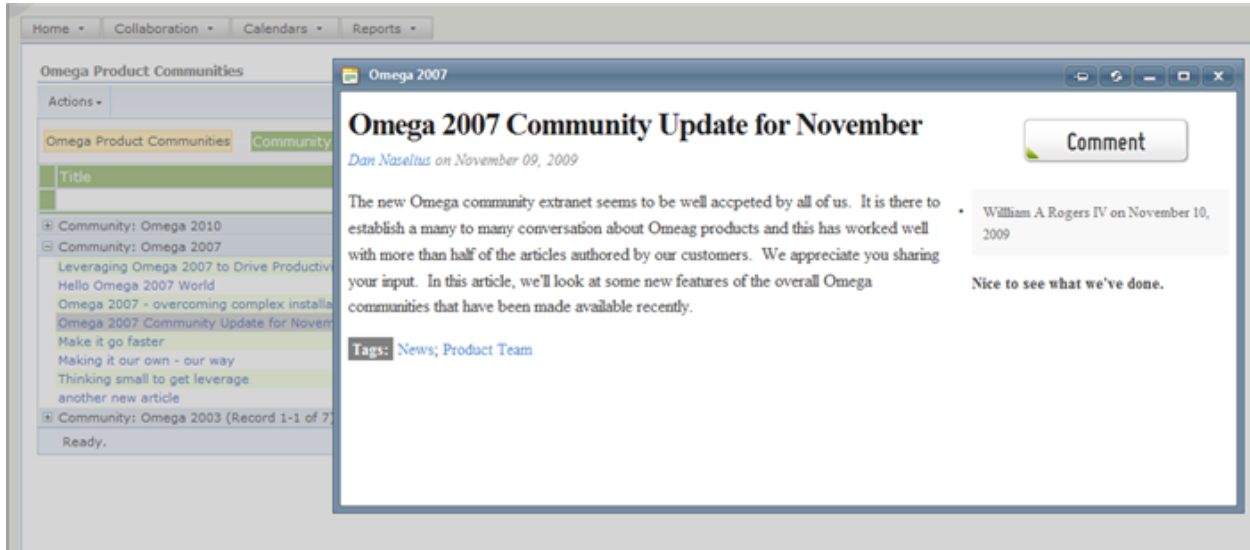 Home
Collaboration
Calendars
Reports
Omega Product Communities
Actions
Omega Product Communities
Community
Title
Community: Omega 2010
Community: Omega 2007
Leveraging Omega 2007 to Drive
Hello Omega 2007 World
Omega 2007 - overcoming complex
Omega 2007 Community Update for
Make it go faster
Making it our own - our way
Thinking small to get leverage
another new article
Community: Omega 2003 (Record 1-1 of 7)
Ready.
Omega 2007
Omega 2007 Community Update for November
Dan Naselius on November 09, 2009
The new Omega community extranet seems to be well accpeted by all of us. It is there to
establish a many to many conversation about Omeag products and this has worked well
with more than half of the articles authored by our customers. We appreciate you sharing
your input. In this article, we'll look at some new features of the overall Omega
communities that have been made available recently.
Tags: News; Product Team
Comment
Willliam A Rogers IV on November 10,
2009
Nice to see what we've done.